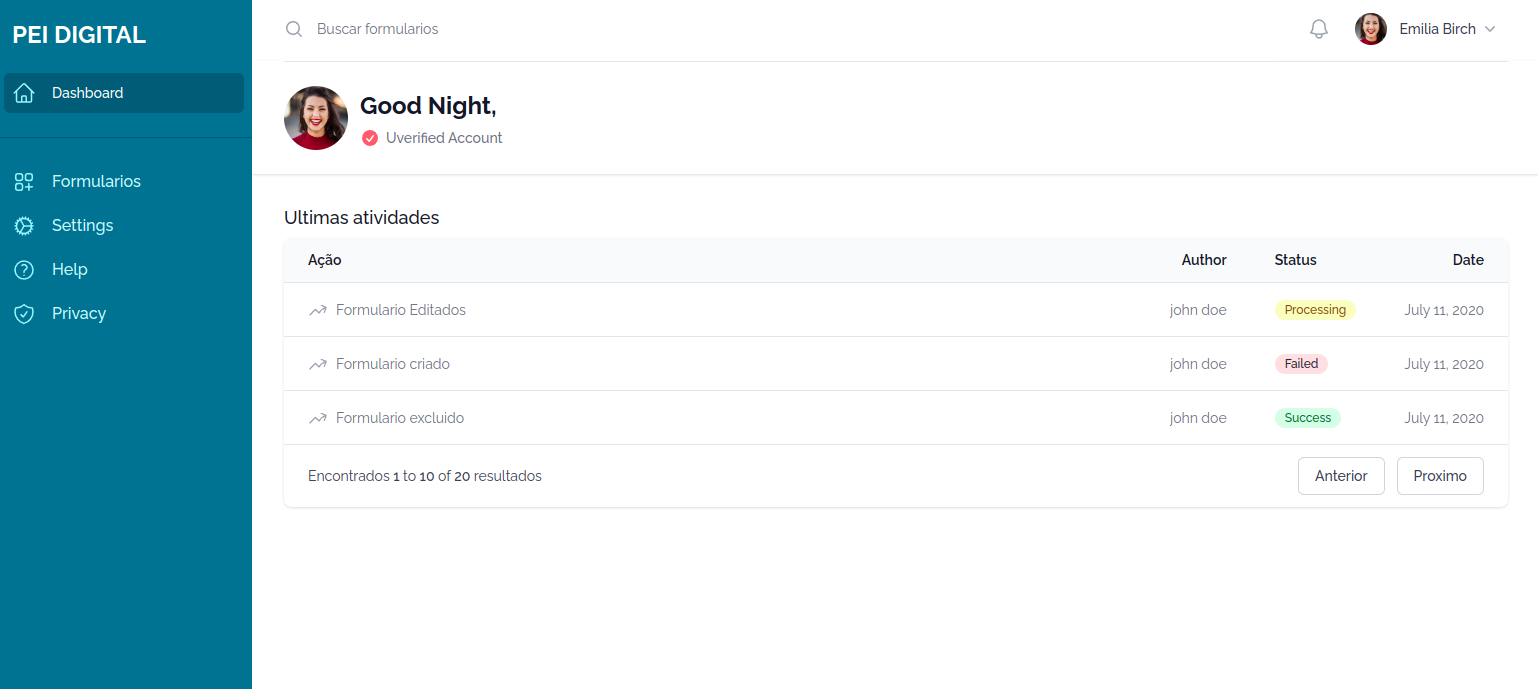 PEI DIGITAL
Dashboard
Formularios
Settings
Help
Privacy
Buscar formularios
Emilia Birch
Good Night,
Uverified Account
Ultimas atividades
Ação Author Status Date
Formulario Editados john doe Processing July 11, 2020
Formulario criado john doe Failed July 11, 2020
Formulario excluido john doe Success July 11, 2020
Encontrados 1 to 10 of 20 resultados Anterior Proximo